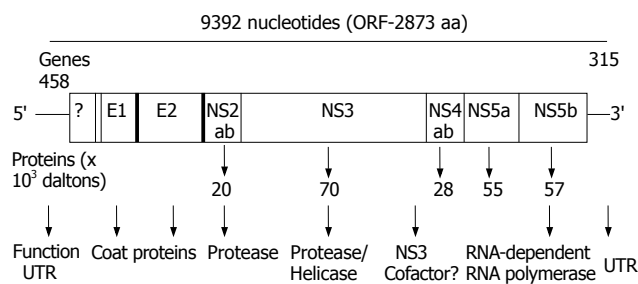 9392 nucleotides (ORF-2873 aa)
Genes
458 315
5' ? E1 E2 NS2 ab NS3 NS4 ab NS5a NS5b 3'
Proteins (x
10³ daltons) 20 70 28 55 57
Function UTR Coat proteins Protease Protease/ Helicase NS3 Cofactor? RNA-dependent RNA polymerase UTR